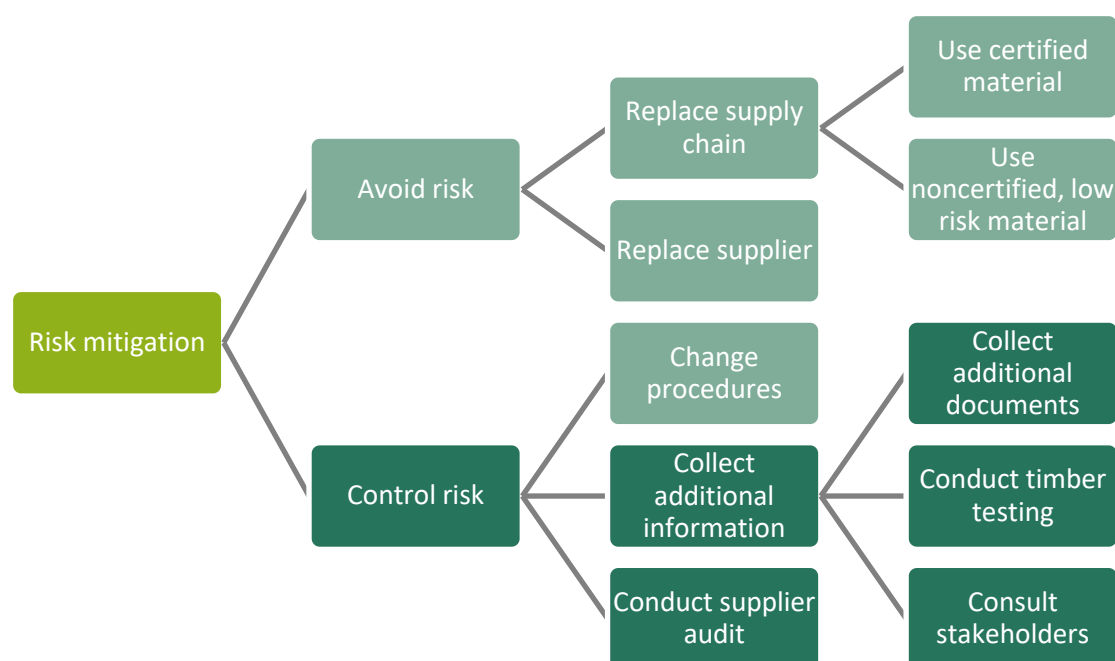 Risk mitigation
Avoid risk
Replace supply
chain
Use certified
material
Use
noncertified, low
risk material
Replace supplier
Control risk
Change
procedures
Collect
additional
information
Collect
additional
documents
Conduct timber
testing
Consult
stakeholders
Conduct supplier
audit